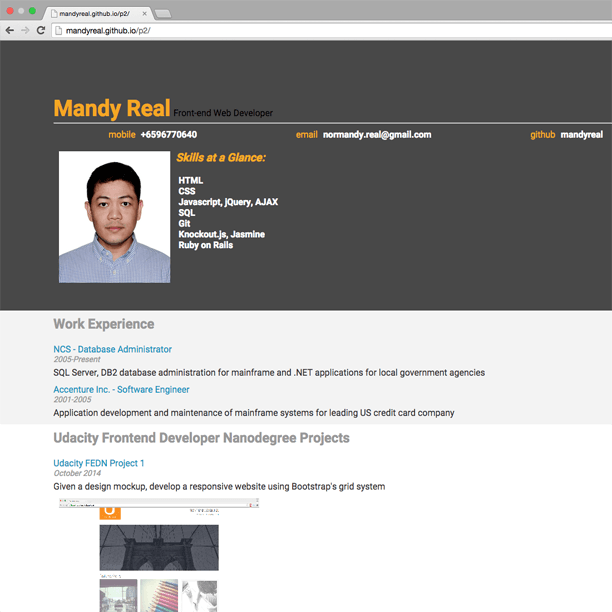 mandyreal.github.io/p2/
mandyreal.github.io/p2/
Mandy Real Front-end Web Developer
mobile +6596770640 email normandy.real@gmail.com github mandyreal
Skills at a Glance:
HTML
CSS
Javascript, jQuery, AJAX
SQL
Git
Knockout.js, Jasmine
Ruby on Rails
Work Experience
NCS - Database Administrator
2005-Present
SQL Server, DB2 database administration for mainframe and .NET applications for local government agencies
Accenture Inc. - Software Engineer
2001-2005
Application development and maintenance of mainframe systems for leading US credit card company
Udacity Frontend Developer Nanodegree Projects
Udacity FEDN Project 1
October 2014
Given a design mockup, develop a responsive website using Bootstrap's grid system